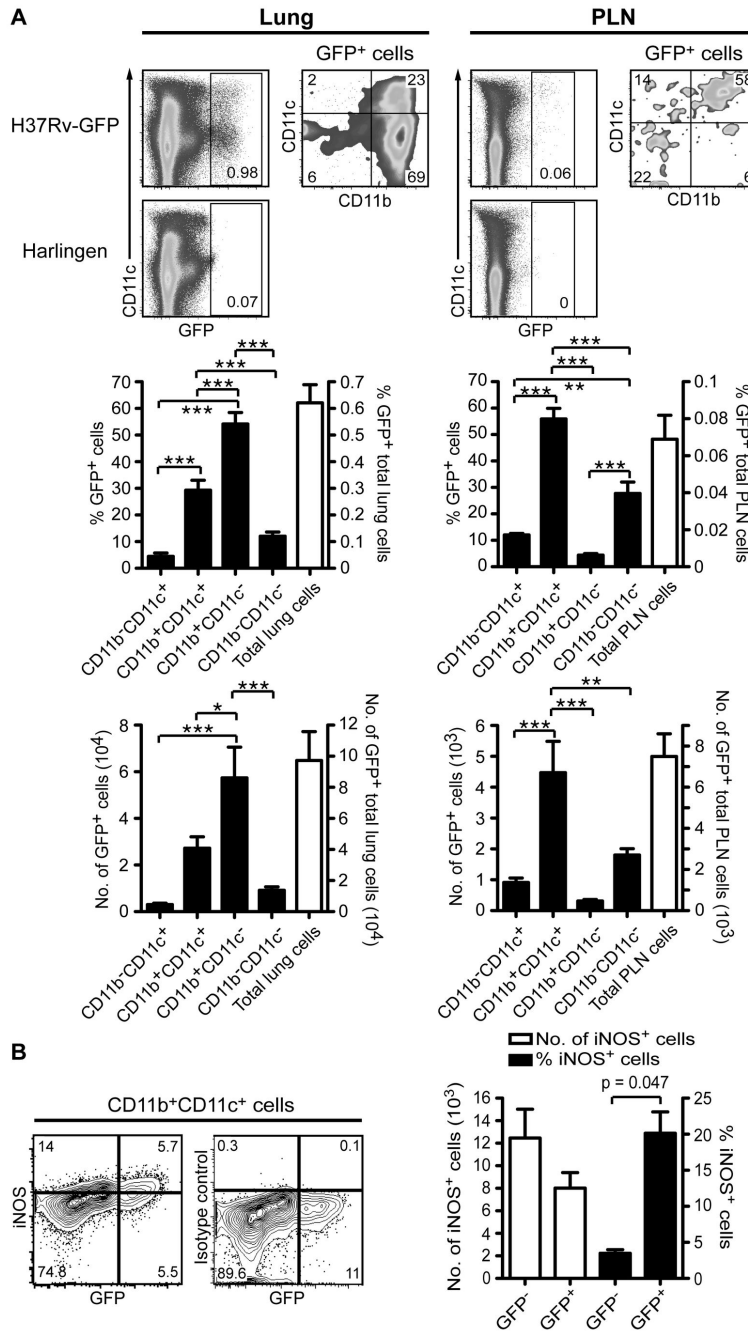 A
Lung
PLN
GFP+ cells
GFP+ cells
H37Rv-GFP
0.98
CD11c
2
23
6
69
CD11b
0.06
CD11c
14
58
22
6
CD11b
Harlingen
CD11c
0.07
GFP
CD11c
0
GFP
***
***
***
***
***
***
% GFP+ cells
70
60
50
40
30
20
10
0
0.7
0.6
0.5
0.4
0.3
0.2
0.1
0
% GFP+ total lung cells
CD11b-CD11c+
CD11b+CD11c+
CD11b+CD11c-
CD11b-CD11c-
Total lung cells
***
***
**
***
***
% GFP+ cells
70
60
50
40
30
20
10
0
0.1
0.08
0.06
0.04
0.02
0
% GFP+ total PLN cells
CD11b-CD11c+
CD11b+CD11c+
CD11b+CD11c-
CD11b-CD11c-
Total PLN cells
***
*
***
No. of GFP+ cells (10^4)
8
6
4
2
0
12
10
8
6
4
2
0
No. of GFP+ total lung cells (10^4)
CD11b-CD11c+
CD11b+CD11c+
CD11b+CD11c-
CD11b-CD11c-
Total lung cells
**
***
***
No. of GFP+ cells (10^3)
6
5
4
3
2
1
0
8
6
4
2
0
No. of GFP+ total PLN cells (10^3)
CD11b-CD11c+
CD11b+CD11c+
CD11b+CD11c-
CD11b-CD11c-
Total PLN cells
B
CD11b+CD11c+ cells
iNOS
14
5.7
74.8
5.5
GFP
Isotype control
0.3
0.1
89.6
11
GFP
No. of iNOS+ cells
% iNOS+ cells
p = 0.047
No. of iNOS+ cells (10^3)
16
14
12
10
8
6
4
2
0
25
20
15
10
5
0
% iNOS+ cells
GFP-
GFP+
GFP-
GFP+